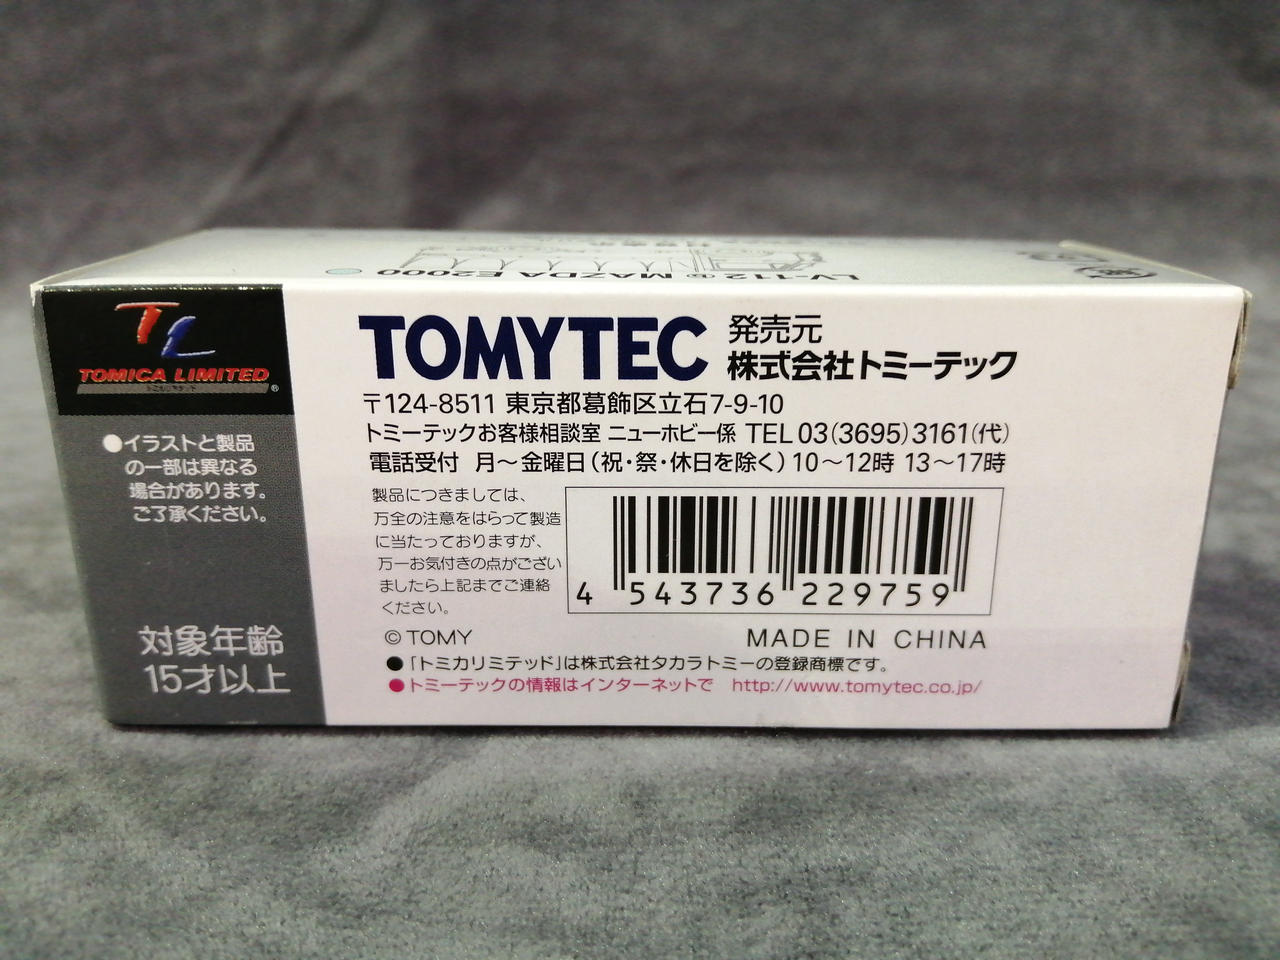 LV-112 ⓐ MAZDA E2000
TL
TOMICA LIMITED
®
●イラストと製品
の一部は異なる
場合があります。
ご了承ください。
対象年齢
15才以上
TOMYTEC
発売元
株式会社トミーテック
〒124-8511 東京都葛飾区立石7-9-10
トミーテックお客様相談室 ニューホビー係 TEL 03(3695)3161(代)
電話受付 月～金曜日(祝・祭・休日を除く) 10～12時 13～17時
製品につきましては、
万全の注意をはらって製造
に当たっておりますが、
万一お気付きの点がござい
ましたら上記までご連絡
ください。
4 543736 229759
© TOMY
MADE IN CHINA
●「トミカリミテッド」は株式会社タカラトミーの登録商標です。
●トミーテックの情報はインターネットで http://www.tomytec.co.jp/